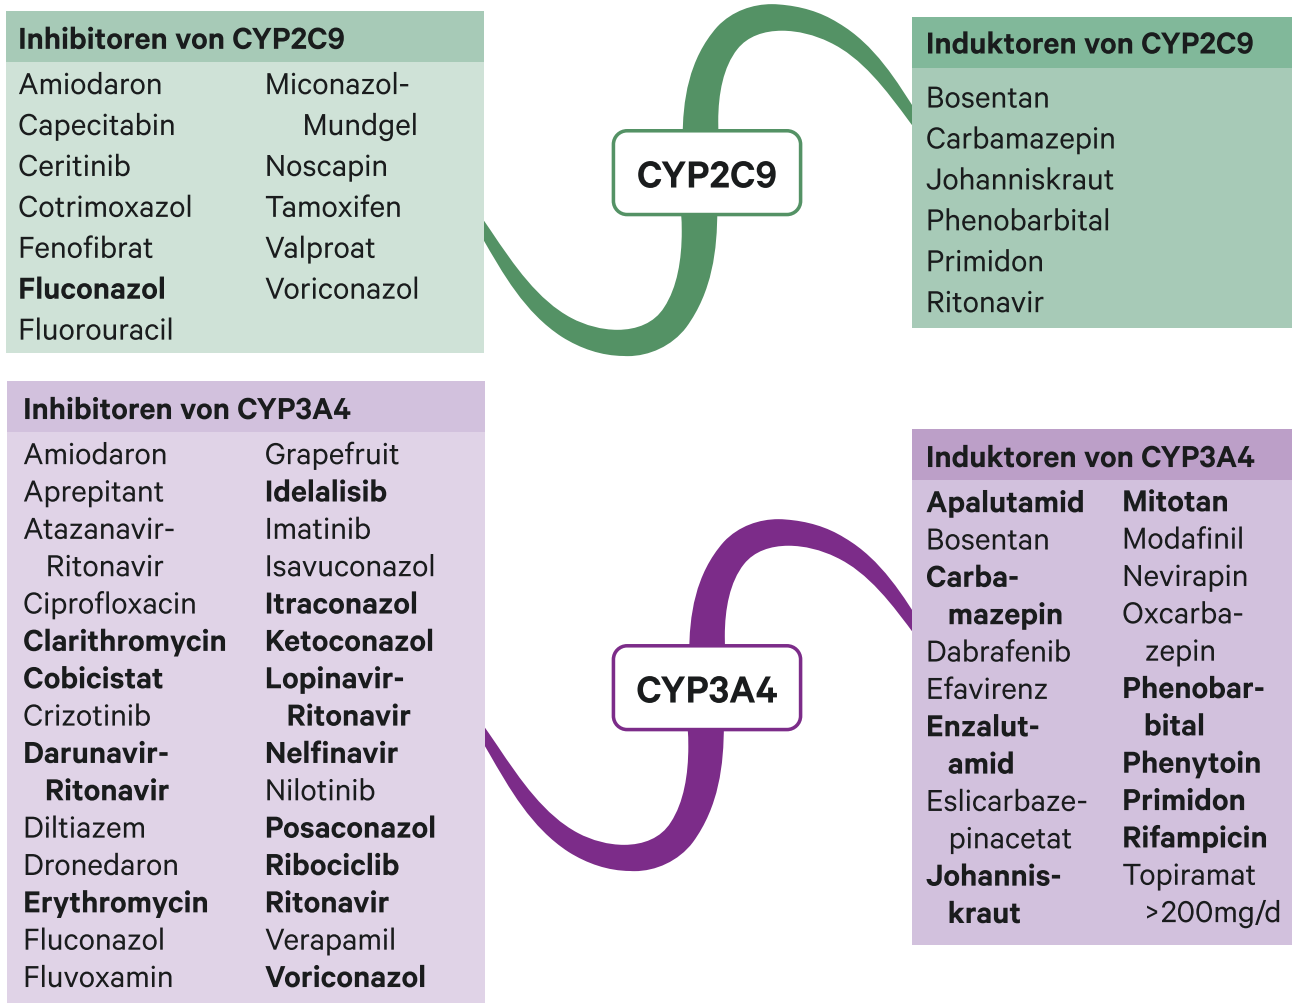 Inhibitoren von CYP2C9
Amiodaron
Capecitabin
Ceritinib
Cotrimoxazol
Fenofibrat
Fluconazol
Fluorouracil
Miconazol-
Mundgel
Noscapin
Tamoxifen
Valproat
Voriconazol
CYP2C9
Induktoren von CYP2C9
Bosentan
Carbamazepin
Johanniskraut
Phenobarbital
Primidon
Ritonavir
Inhibitoren von CYP3A4
Amiodaron
Aprepitant
Atazanavir-
Ritonavir
Ciprofloxacin
Clarithromycin
Cobicistat
Crizotinib
Darunavir-
Ritonavir
Diltiazem
Dronedaron
Erythromycin
Fluconazol
Fluvoxamin
Grapefruit
Idelalisib
Imatinib
Isavuconazol
Itraconazol
Ketoconazol
Lopinavir-
Ritonavir
Nelfinavir
Nilotinib
Posaconazol
Ribociclib
Ritonavir
Verapamil
Voriconazol
CYP3A4
Induktoren von CYP3A4
Apalutamid
Bosentan
Carba-
mazepin
Dabrafenib
Efavirenz
Enzalut-
amid
Eslicarbaze-
pinacetat
Johannis-
kraut
Mitotan
Modafinil
Nevirapin
Oxcarba-
zepin
Phenobar-
bital
Phenytoin
Primidon
Rifampicin
Topiramat
>200mg/d